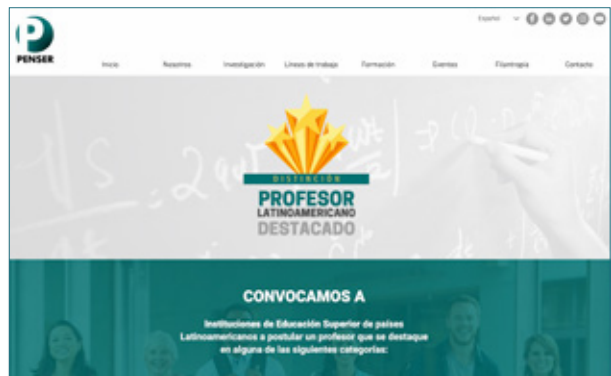 PENSER
Español
Inicio
Nosotros
Investigación
Líneas de trabajo
Formación
Eventos
Filantropía
Contacto
DISTINCIÓN
PROFESOR
LATINOAMERICANO
DESTACADO
CONVOCAMOS A
Instituciones de Educación Superior de países
Latinoamericanos a postular un profesor que se destaque
en alguna de las siguientes categorías: